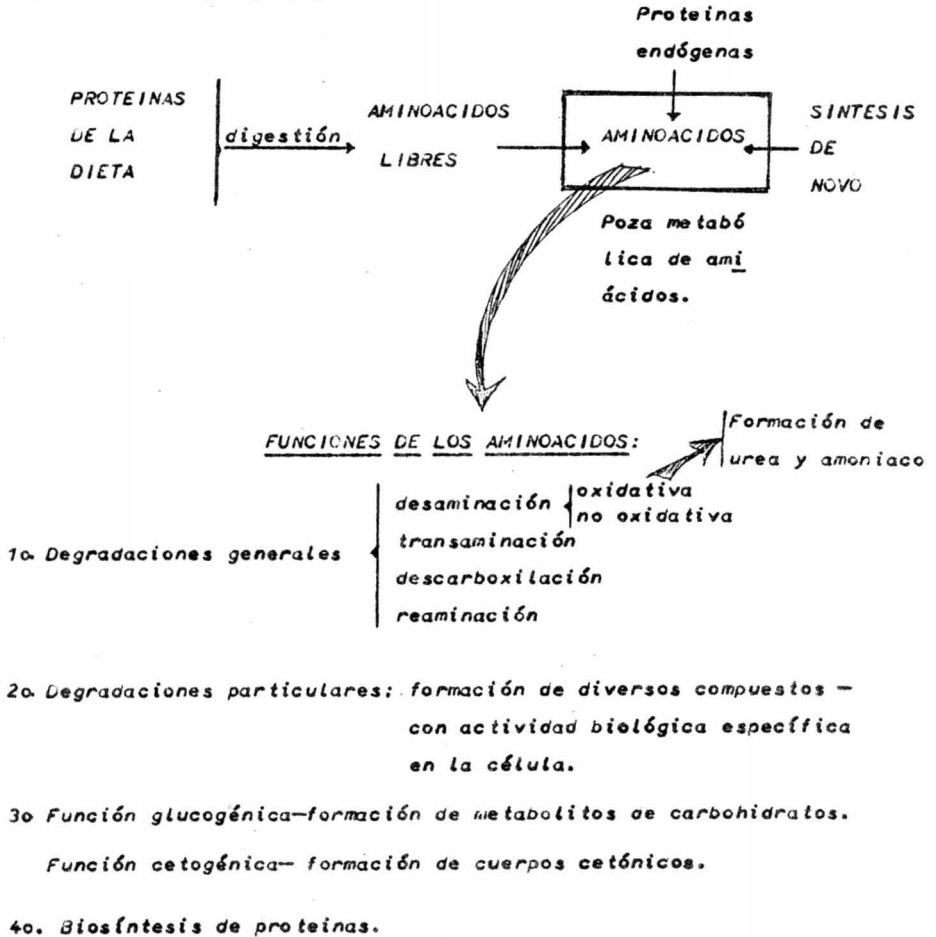 Proteinas
endógenas
PROTEINAS
DE LA
DIETA
digestión
AMINOACIDOS
LIBRES
AMINOACIDOS
SINTESIS
DE
NOVO
Poza metabó
lica de ami
ácidos.
FUNCIONES DE LOS AMINOACIDOS:
Formación de
urea y amoniaco
1o. Degradaciones generales
desaminación
oxidativa
no oxidativa
transaminación
descarboxilación
reaminación
2o. Degradaciones particulares: formación de diversos compuestos —
con actividad biológica específica
en la célula.
3o Función glucogénica—formación de metabolitos de carbohidratos.
Función cetogénica— formación de cuerpos cetónicos.
4o. Biosíntesis de proteinas.